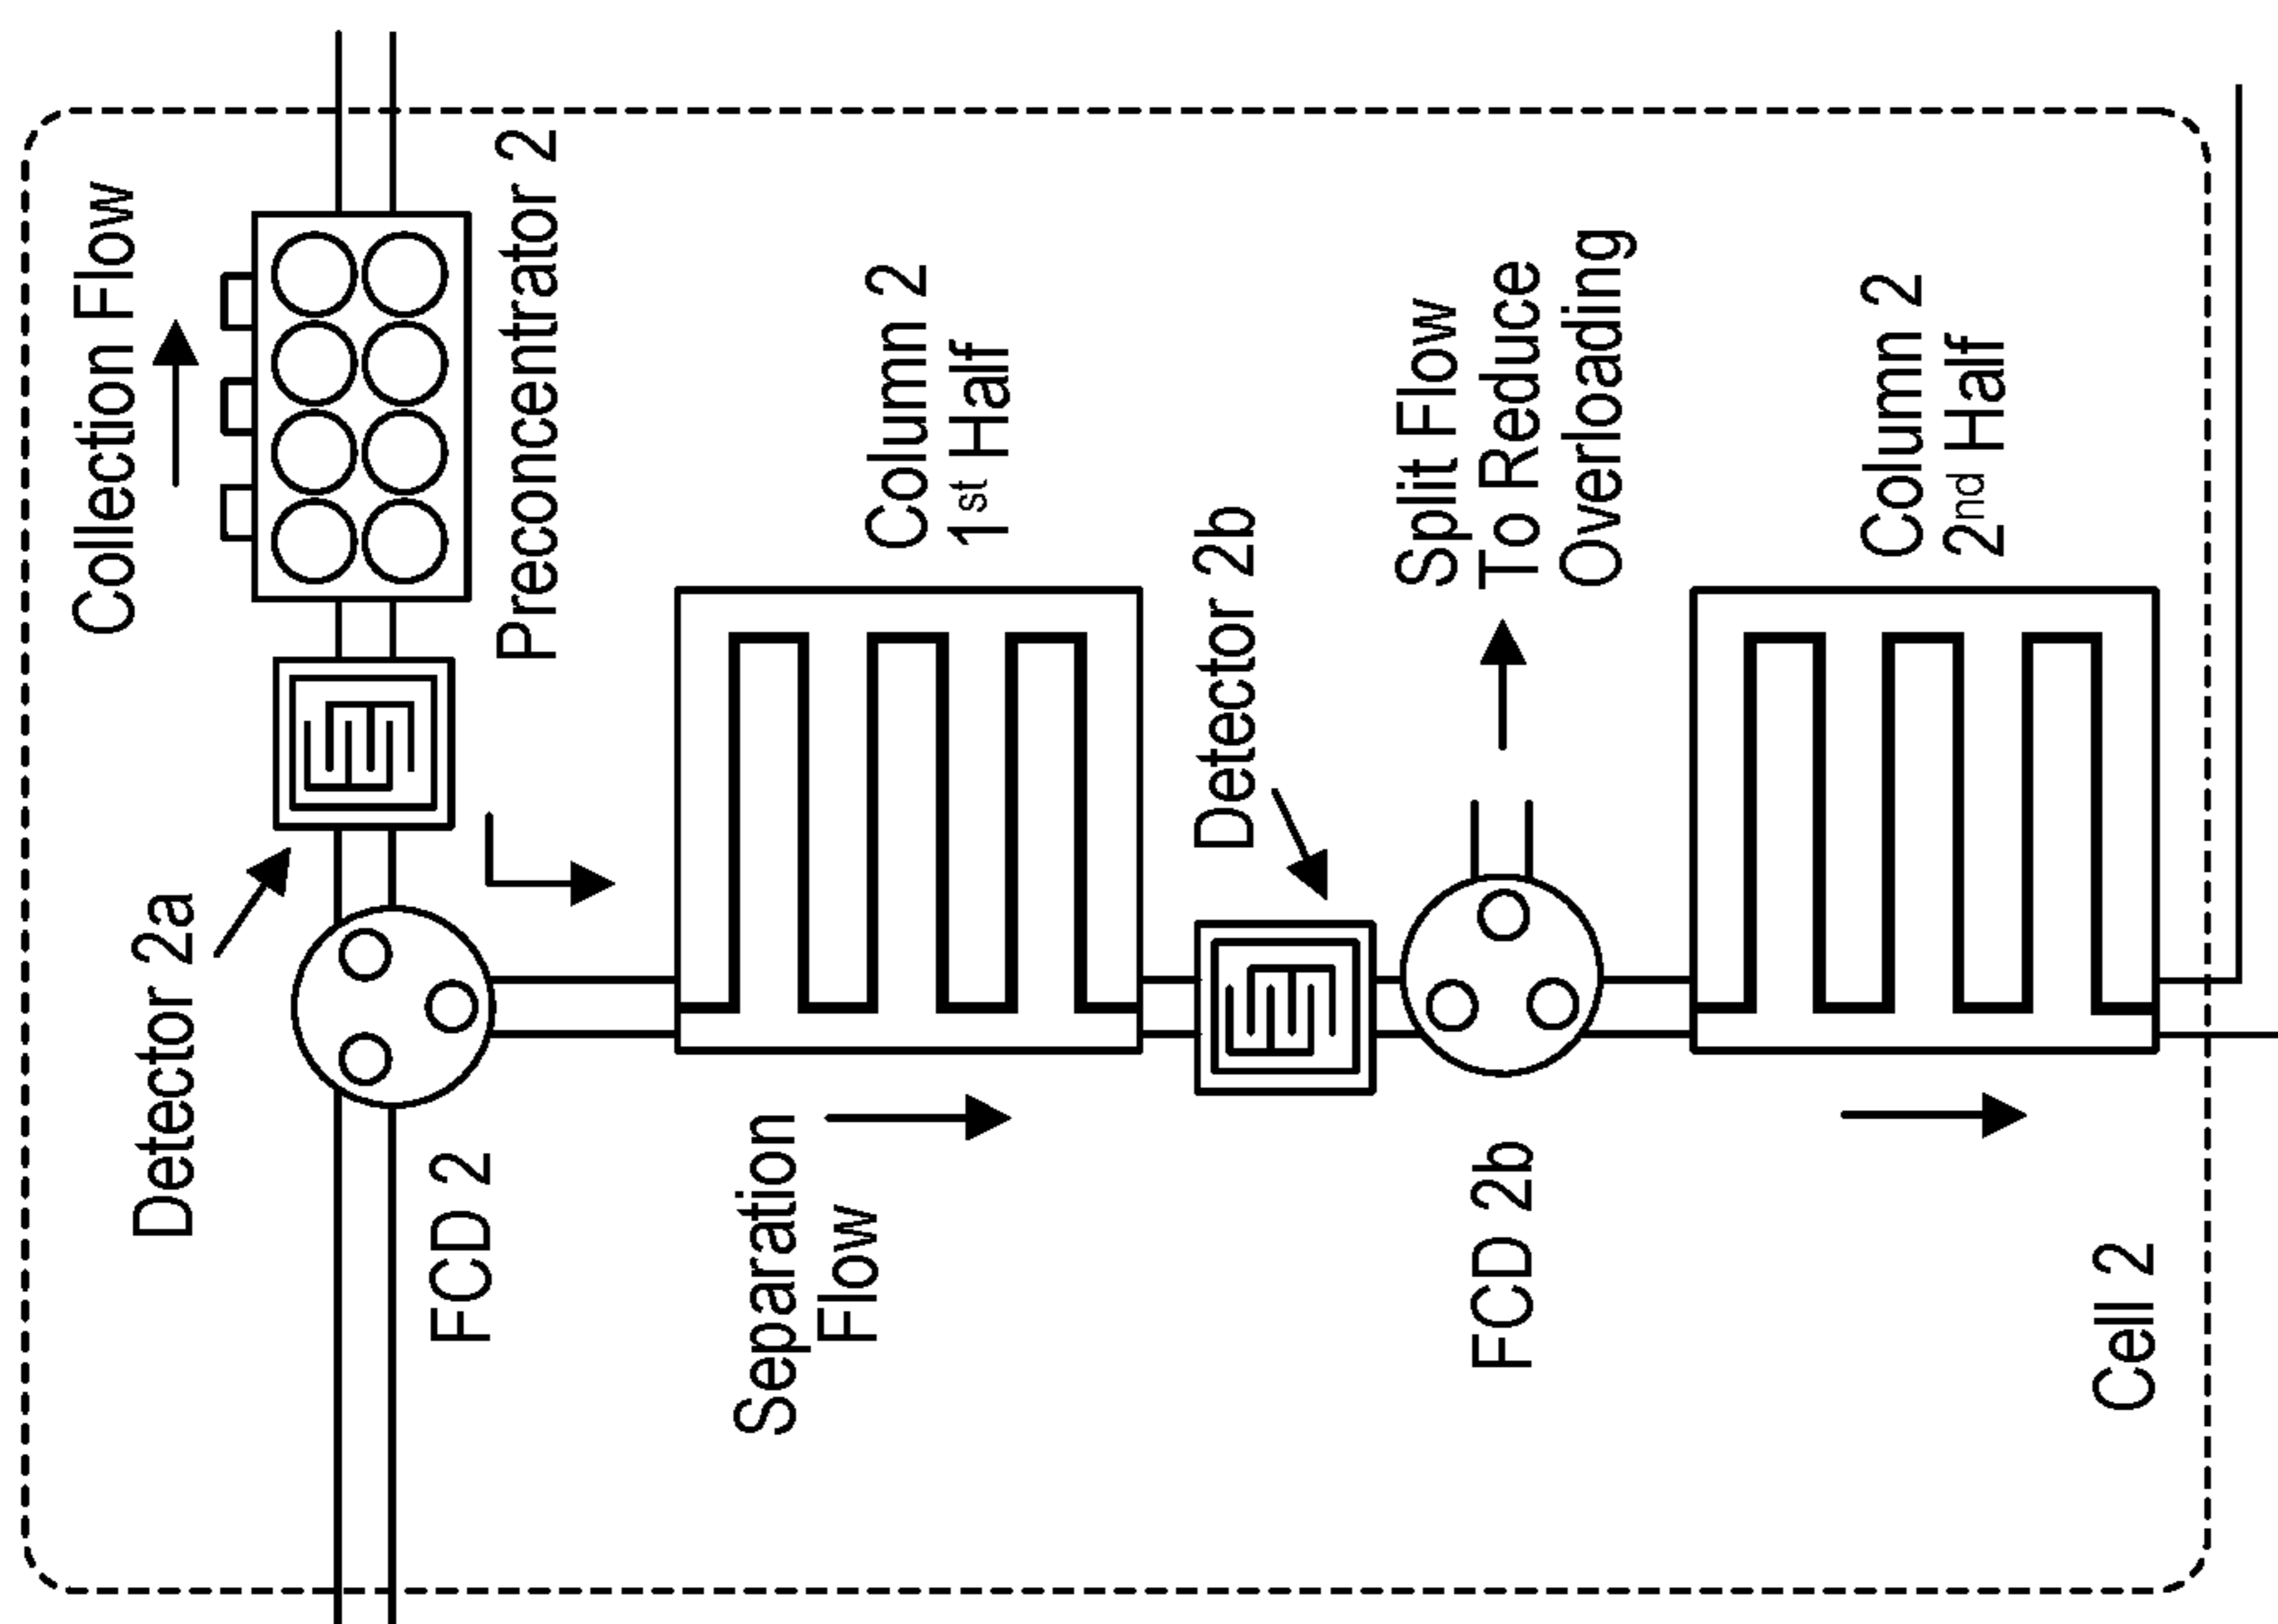 Collection Flow
Detector 2a
Preconcentrator 2
FCD 2
Separation
Flow
Column 2
1st Half
Detector 2b
Split Flow
To Reduce
Overloading
FCD 2b
Column 2
2nd Half
Cell 2